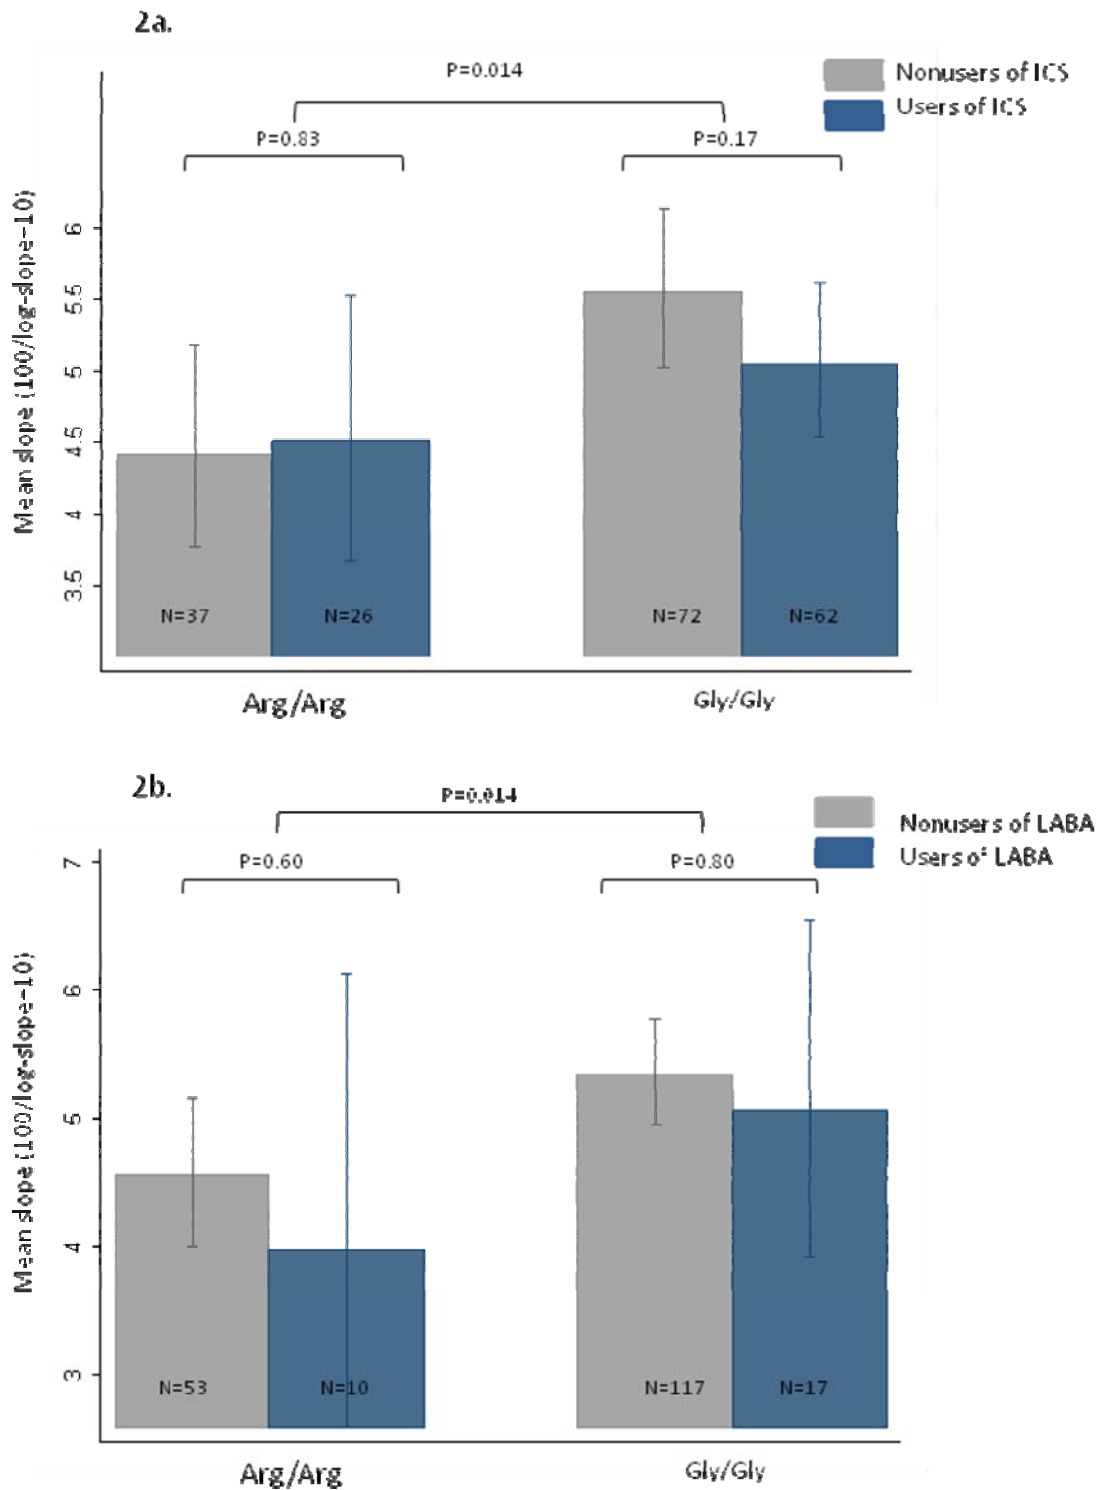 2a.
P=0.014
Nonusers of ICS
Users of ICS
P=0.83
P=0.17
Mean slope (100/log-slope-10)
6
5.5
5
4.5
4
3.5
N=37
N=26
N=72
N=62
Arg/Arg
Gly/Gly
2b.
P=0.014
Nonusers of LABA
Users of LABA
P=0.60
P=0.80
Mean slope (100/log-slope-10)
7
6
5
4
3
N=53
N=10
N=117
N=17
Arg/Arg
Gly/Gly